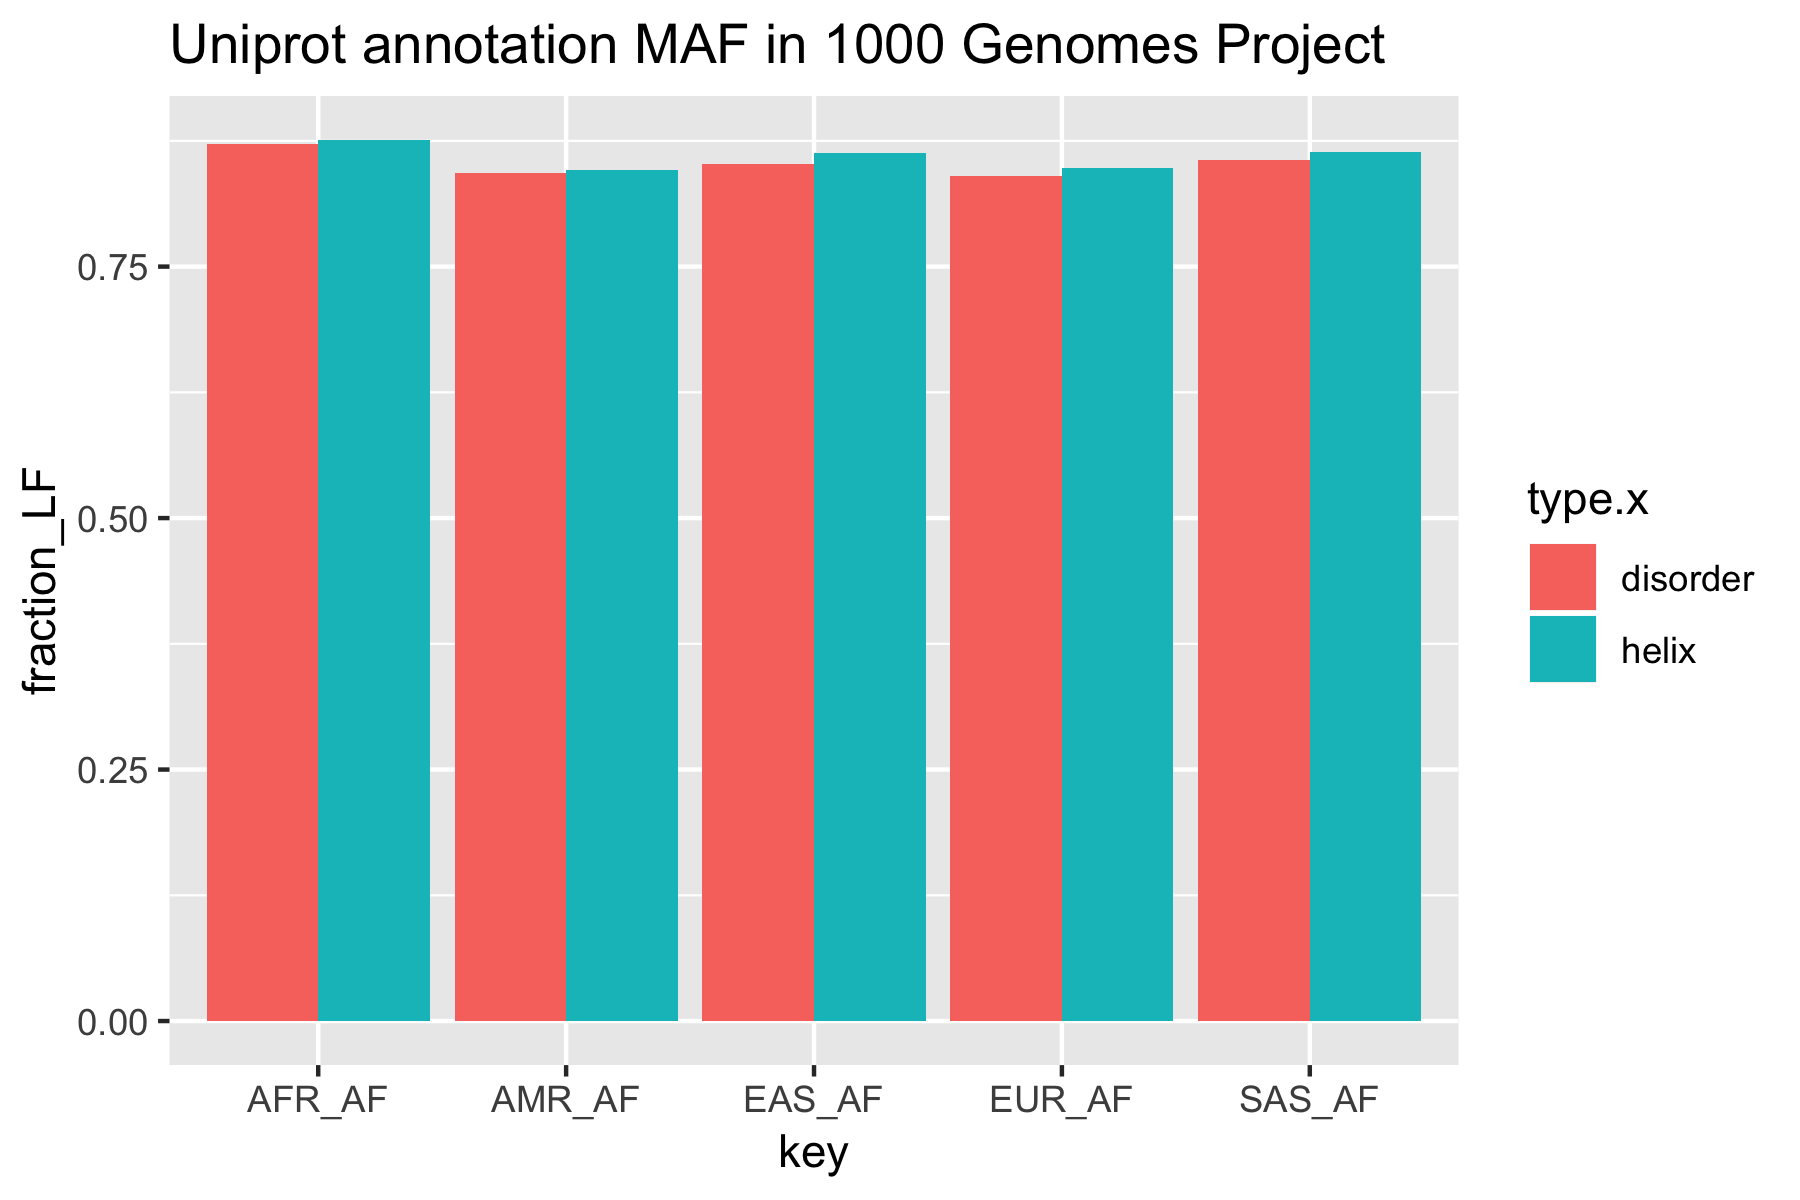 Uniprot annotation MAF in 1000 Genomes Project
fraction_LF
0.75
0.50
0.25
0.00
AFR_AF AMR_AF EAS_AF EUR_AF SAS_AF
key
type.x
disorder
helix